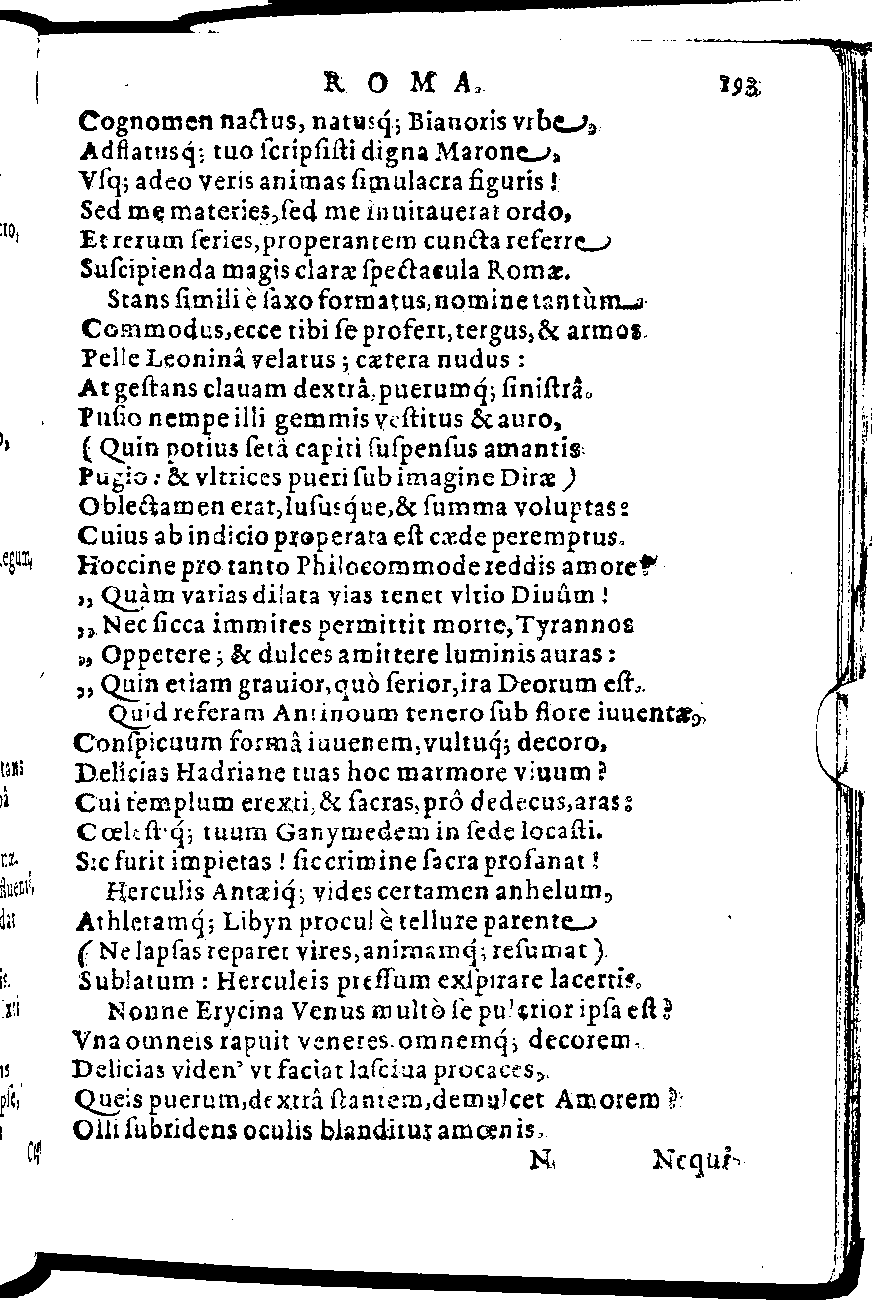 ROMA. 193
Cognomen nactus, natusq́; Bianoris vrbe,
Adflatusq́; tuo ſcripſiſti digna Marone,
Vſq; adeo veris animas ſimulacra figuris!
Sed me materies, ſed me inuitauerat ordo,
Et rerum ſeries, properantem cuncta referre
Suſcipienda magis claræ ſpectacula Romæ.
Stans ſimili è ſaxo formatus, nomine tantùm
Commodus, ecce tibi ſe profert, tergus, & armos
Pelle Leoninâ velatus; cætera nudus:
At geſtans clauam dextrâ, puerumq́; ſiniſtrâ.
Puſio nempe illi gemmis veſtitus & auro,
(Quin potius ſetâ capiti ſuſpenſus amantis
Pugio: & vltrices pueri ſub imagine Diræ)
Oblectamen erat, luſusq́ue, & ſumma voluptas:
Cuius ab indicio properata eſt cæde peremptus.
Hoccine pro tanto Philocommode reddis amore?
„ Quàm varias dilata vias tenet vltio Diuûm!
„ Nec ſicca immites permittit morte, Tyrannos
„ Oppetere; & dulces amittere luminis auras:
„ Quin etiam grauior, quò ſerior, ira Deorum eſt.
Quid referam Antinoum tenero ſub flore iuuentæ,
Conſpicuum formâ iuuenem, vultuq́; decoro,
Delicias Hadriane tuas hoc marmore viuum?
Cui templum erexti, & ſacras, prô dedecus, aras:
Cœleſtiq́; tuum Ganymedem in ſede locaſti.
Sic furit impietas! ſic crimine ſacra profanat!
Herculis Antæiq́; vides certamen anhelum,
Athletamq́; Libyn procul è tellure parente
(Ne lapſas reparet vires, animamq́; reſumat)
Sublatum: Herculeis preſſum exſpirare lacertis.
Nonne Erycina Venus multò ſe pulcrior ipſa eſt?
Vna omneis rapuit veneres omnemq́; decorem.
Delicias viden' vt faciat laſciua procaces,
Queis puerum, dextrâ ſtantem, demulcet Amorem?
Olli ſubridens oculis blanditur amœnis.
N Nequi-